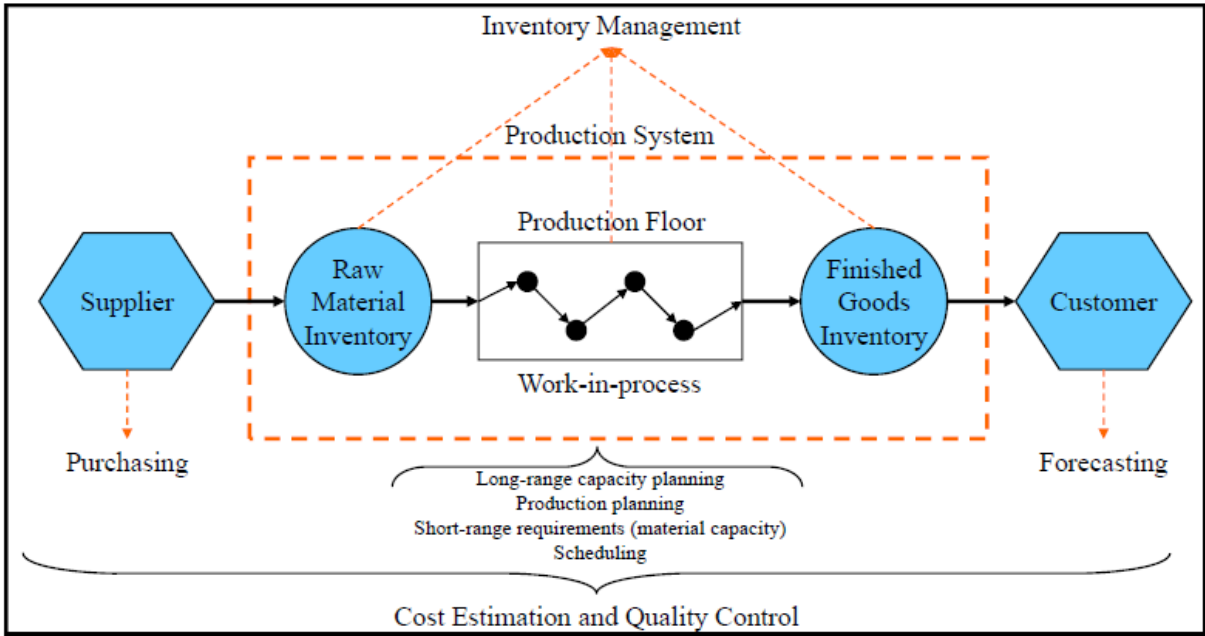 Inventory Management
Production System
Production Floor
Supplier
Raw
Material
Inventory
Finished
Goods
Inventory
Customer
Work-in-process
Purchasing
Forecasting
Long-range capacity planning
Production planning
Short-range requirements (material capacity)
Scheduling
Cost Estimation and Quality Control